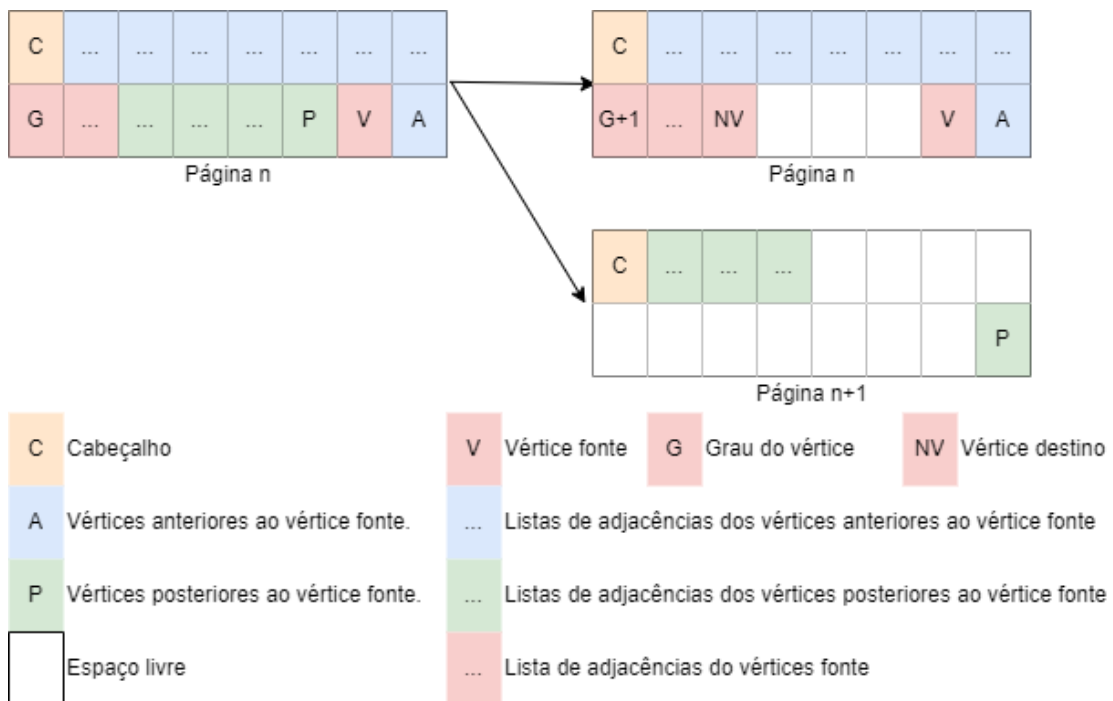 C ... ... ... ... ... ... ... C ... ... ... ... ... ... ...
G ... ... ... ... P V A G+1 ... NV V A
Página n Página n
C ... ... ...
P
Página n+1
C Cabeçalho V Vértice fonte G Grau do vértice NV Vértice destino
A Vértices anteriores ao vértice fonte. ... Listas de adjacências dos vértices anteriores ao vértice fonte
P Vértices posteriores ao vértice fonte. ... Listas de adjacências dos vértices posteriores ao vértice fonte
Espaço livre ... Lista de adjacências do vértices fonte